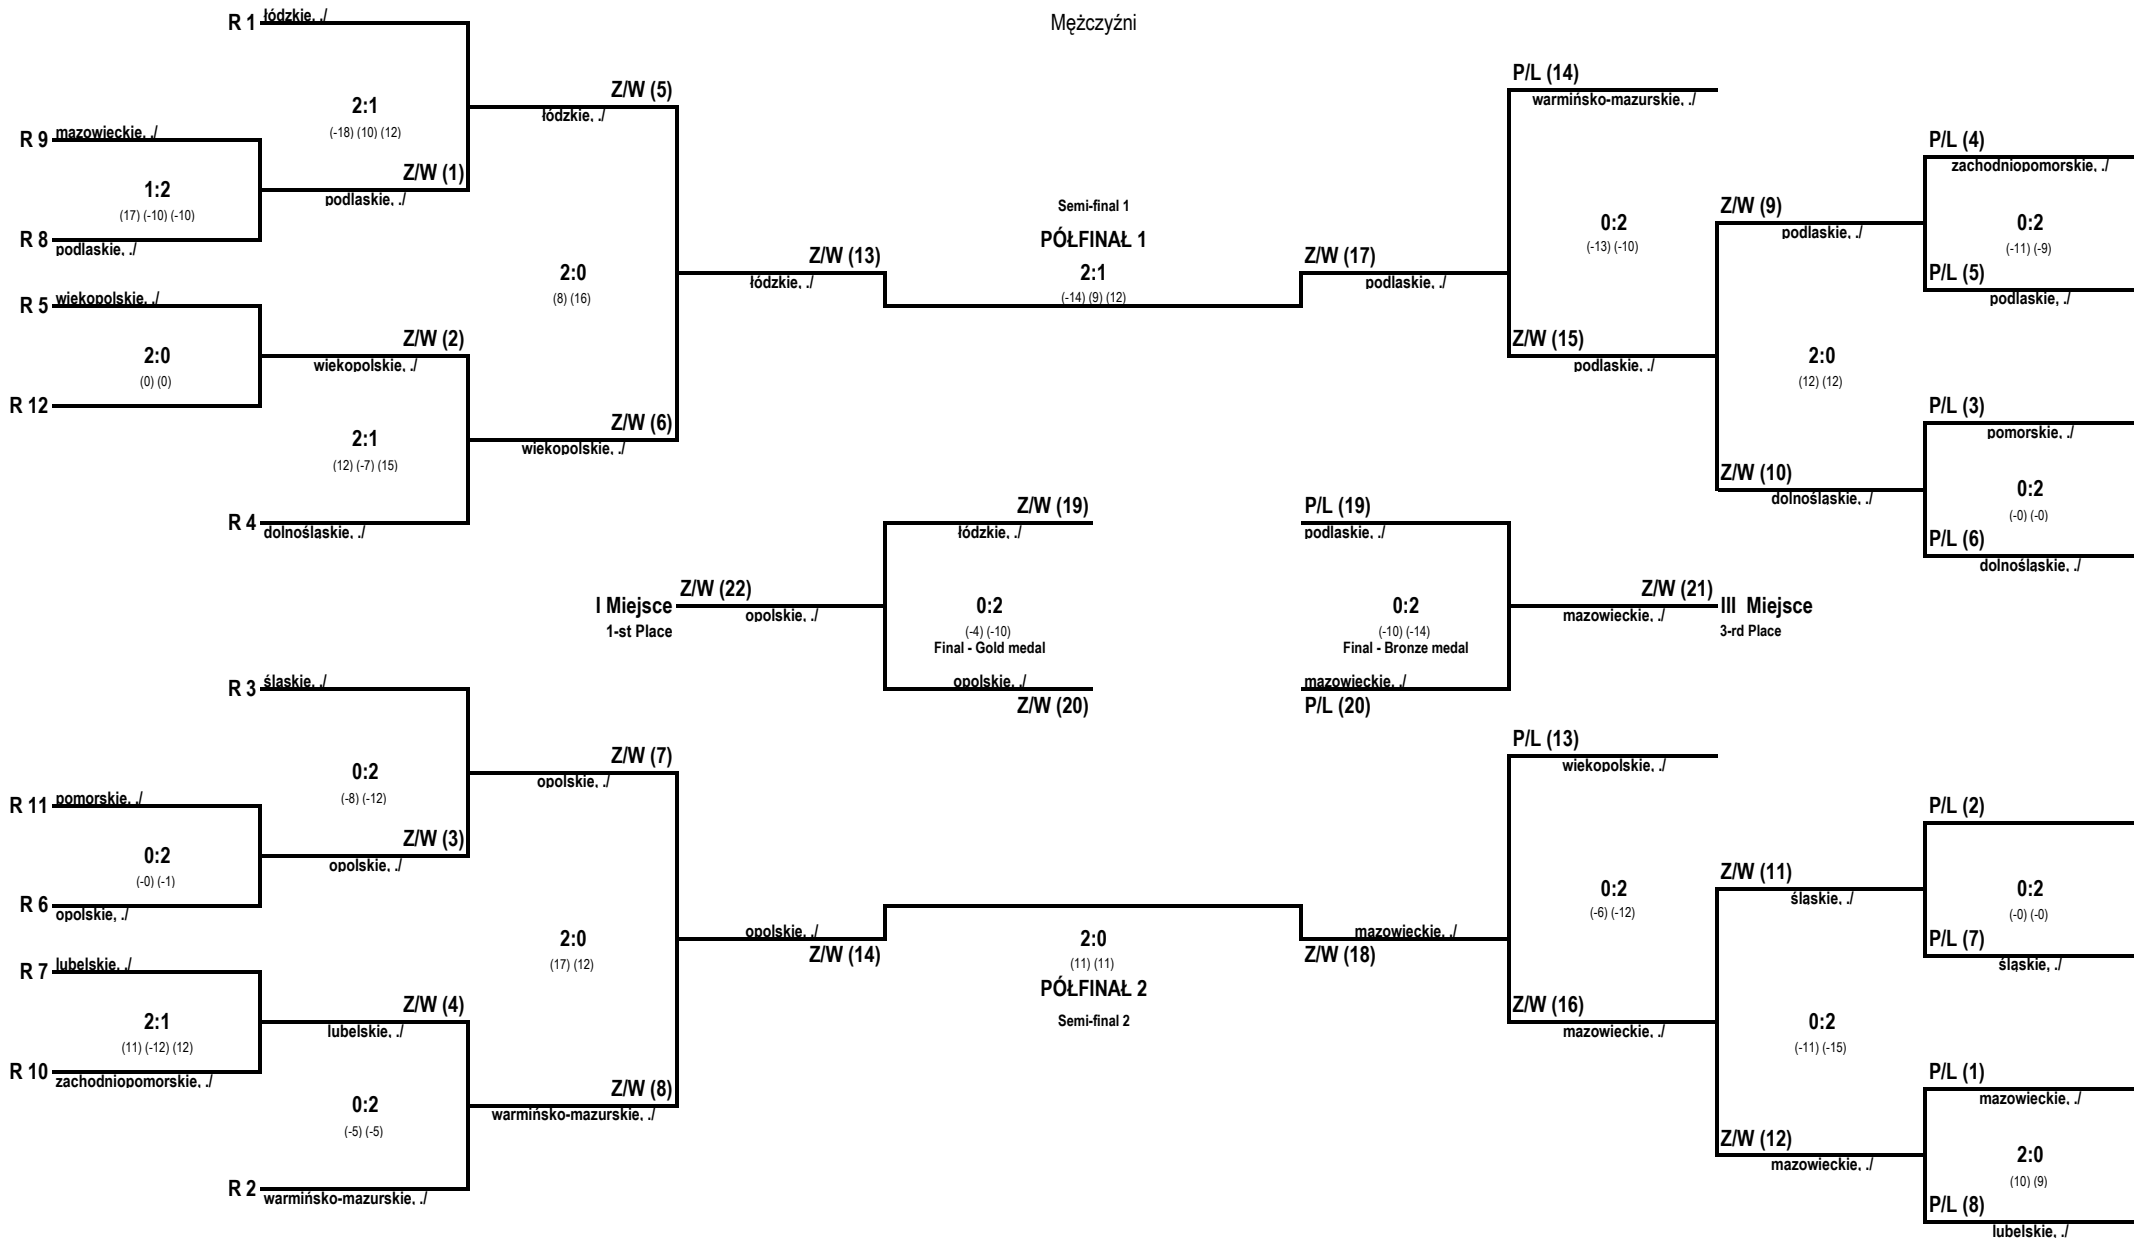 Mężczyźni
R 1
łódzkie, ./
2:1
(-18) (10) (12)
R 9
mazowieckie, ./
1:2
(17) (-10) (-10)
Z/W (1)
podlaskie, ./
R 8
podlaskie, ./
Z/W (5)
łódzkie, ./
R 5
wiekopolskie, ./
2:0
(0) (0)
Z/W (2)
wiekopolskie, ./
R 12
2:1
(12) (-7) (15)
R 4
dolnośląskie, ./
Z/W (6)
wiekopolskie, ./
2:0
(8) (16)
Z/W (13)
łódzkie, ./
Semi-final 1
PÓŁFINAŁ 1
2:1
(-14) (9) (12)
Z/W (17)
podlaskie, ./
P/L (14)
warmińsko-mazurskie, ./
0:2
(-13) (-10)
Z/W (15)
podlaskie, ./
Z/W (9)
podlaskie, ./
P/L (4)
zachodniopomorskie, ./
0:2
(-11) (-9)
P/L (5)
podlaskie, ./
2:0
(12) (12)
Z/W (10)
dolnośląskie, ./
P/L (3)
pomorskie, ./
0:2
(-0) (-0)
P/L (6)
dolnośląskie, ./
I Miejsce
1-st Place
Z/W (22)
opolskie, ./
Z/W (19)
łódzkie, ./
0:2
(-4) (-10)
Final - Gold medal
opolskie, ./
Z/W (20)
P/L (19)
podlaskie, ./
0:2
(-10) (-14)
Final - Bronze medal
mazowieckie, ./
P/L (20)
Z/W (21)
mazowieckie, ./
III Miejsce
3-rd Place
R 3
śląskie, ./
0:2
(-8) (-12)
R 11
pomorskie, ./
0:2
(-0) (-1)
Z/W (3)
opolskie, ./
R 6
opolskie, ./
Z/W (7)
opolskie, ./
R 7
lubelskie, ./
2:1
(11) (-12) (12)
Z/W (4)
lubelskie, ./
R 10
zachodniopomorskie, ./
0:2
(-5) (-5)
R 2
warmińsko-mazurskie, ./
Z/W (8)
warmińsko-mazurskie, ./
2:0
(17) (12)
opolskie, ./
Z/W (14)
2:0
(11) (11)
PÓŁFINAŁ 2
Semi-final 2
mazowieckie, ./
Z/W (18)
P/L (13)
wiekopolskie, ./
0:2
(-6) (-12)
Z/W (16)
mazowieckie, ./
Z/W (11)
śląskie, ./
P/L (2)
0:2
(-0) (-0)
P/L (7)
śląskie, ./
0:2
(-11) (-15)
Z/W (12)
mazowieckie, ./
P/L (1)
mazowieckie, ./
2:0
(10) (9)
P/L (8)
lubelskie, ./